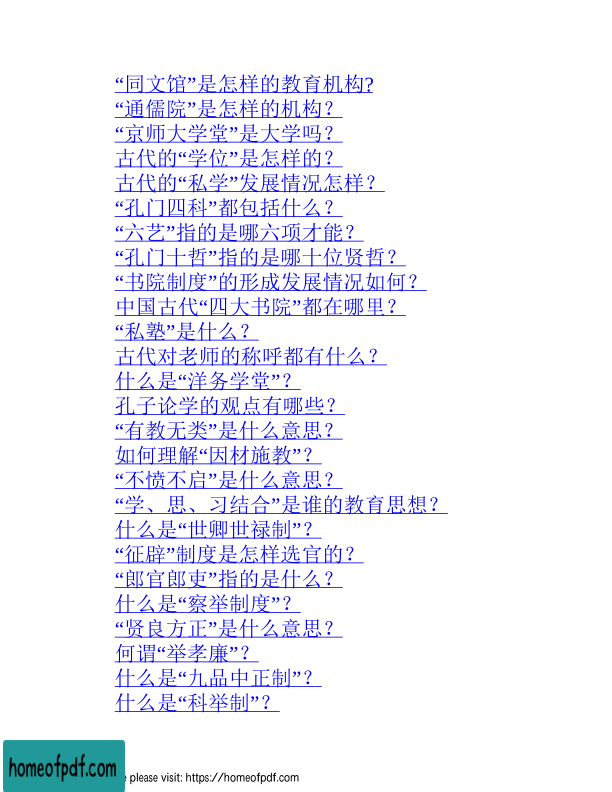 “同文馆”是怎样的教育机构?
“通儒院”是怎样的机构？
“京师大学堂”是大学吗？
古代的“学位”是怎样的？
古代的“私学”发展情况怎样？
“孔门四科”都包括什么？
“六艺”指的是哪六项才能？
“孔门十哲”指的是哪十位贤哲？
“书院制度”的形成发展情况如何？
中国古代“四大书院”都在哪里？
“私塾”是什么？
古代对老师的称呼都有什么？
什么是“洋务学堂”？
孔子论学的观点有哪些？
“有教无类”是什么意思？
如何理解“因材施教”？
“不愤不启”是什么意思？
“学、思、习结合”是谁的教育思想？
什么是“世卿世禄制”？
“征辟”制度是怎样选官的？
“郎官郎吏”指的是什么？
什么是“察举制度”？
“贤良方正”是什么意思？
何谓“举孝廉”？
什么是“九品中正制”？
什么是“科举制”？
homeofpdf.com
please visit: https://homeofpdf.com